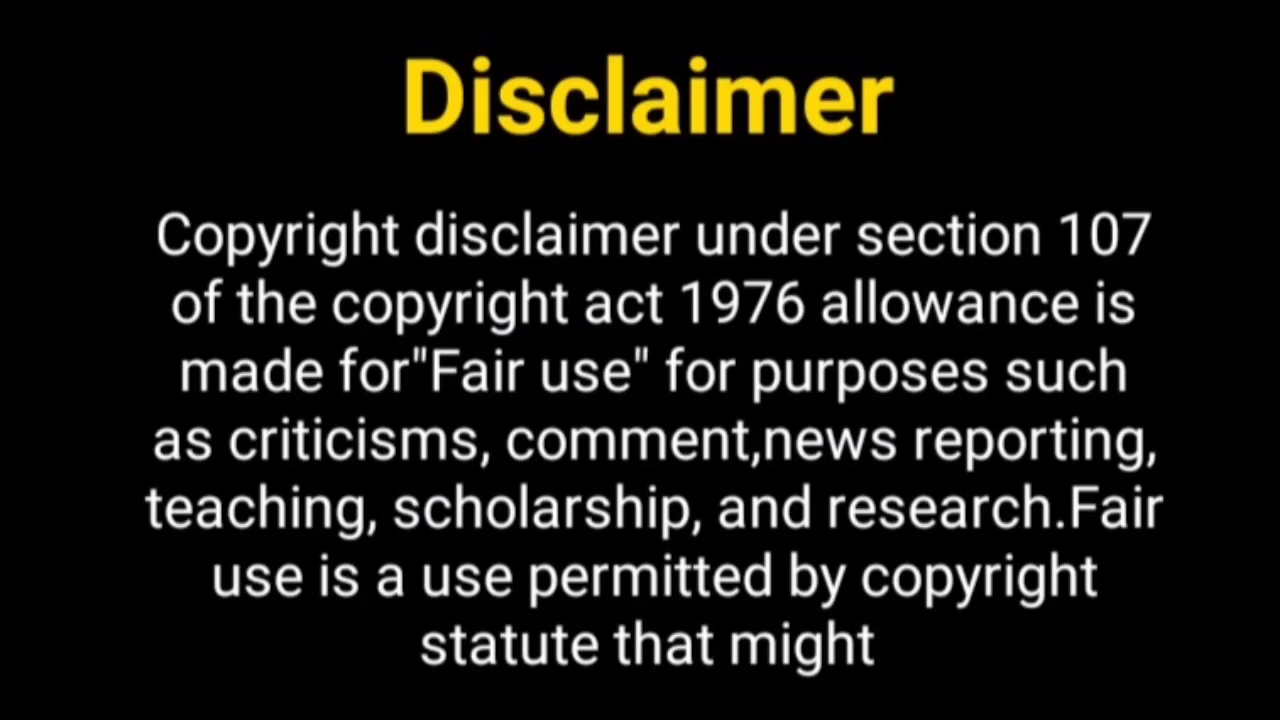 Disclaimer
Copyright disclaimer under section 107
of the copyright act 1976 allowance is
made for"Fair use" for purposes such
as criticisms, comment,news reporting,
teaching, scholarship, and research.Fair
use is a use permitted by copyright
statute that might